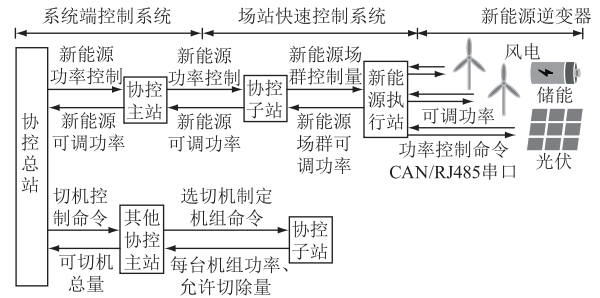 系统端控制系统
场站快速控制系统
新能源逆变器
新能源
功率控制
新能源
可调功率
协控
主站
新能源
功率控制
新能源
可调功率
协控
子站
新能源场
群控制量
新能源
场群可
调功率
新能
源执
行站
风电
储能
可调功率
功率控制命令
CAN/RJ485串口
光伏
协控总站
切机控
制命令
可切机
总量
其他
协控
主站
选切机制定
机组命令
每台机组功率、
允许切除量
协控
子站